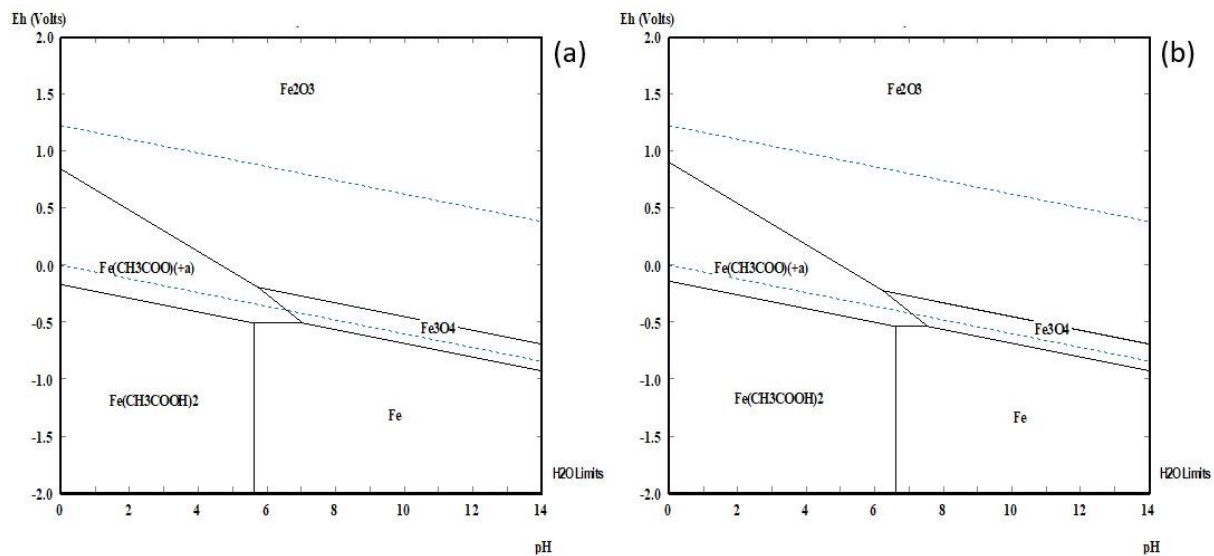 Eh (Volts)
2.0
1.5
1.0
0.5
0.0
-0.5
-1.0
-1.5
-2.0
(a)
Fe2O3
Fe(CH3COO)(+a)
Fe3O4
Fe(CH3COOH)2
Fe
H2O Limits
0 2 4 6 8 10 12 14
pH
Eh (Volts)
2.0
1.5
1.0
0.5
0.0
-0.5
-1.0
-1.5
-2.0
(b)
Fe2O3
Fe(CH3COO)(+a)
Fe3O4
Fe(CH3COOH)2
Fe
H2O Limits
0 2 4 6 8 10 12 14
pH